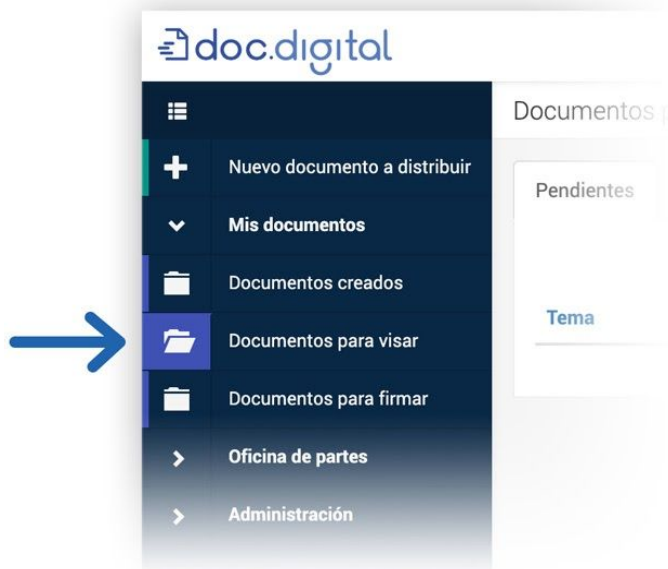 doc.digital
Documentos
Nuevo documento a distribuir
Pendientes
Mis documentos
Documentos creados
Tema
Documentos para visar
Documentos para firmar
Oficina de partes
Administración